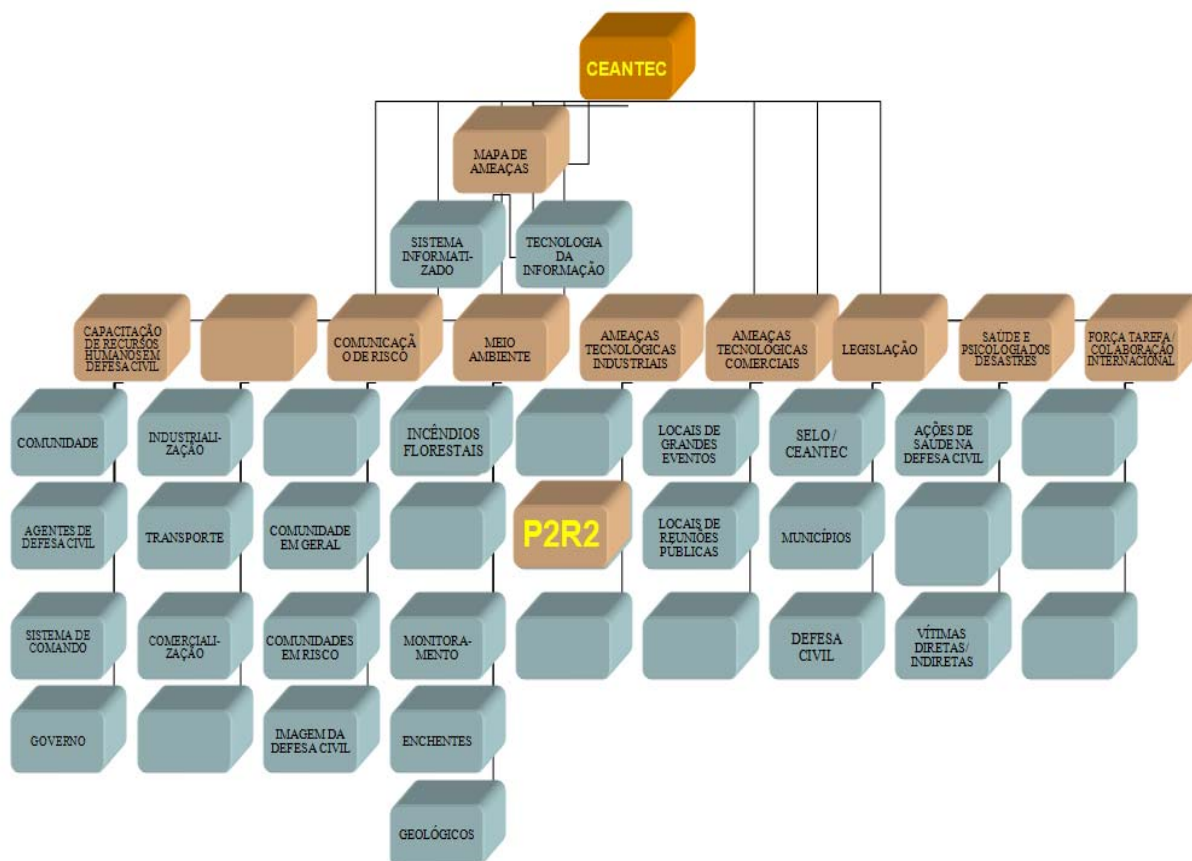 CEANTEC
MAPA DE
AMEAÇAS
SISTEMA
INFORMATI-
ZADO
TECNOLOGIA
DA
INFORMAÇÃO
CAPACITAÇÃO
DE RECURSOS
HUMANOS EM
DEFESA CIVIL
COMUNICAÇÃ
O DE RISCO
MEIO
AMBIENTE
AMEAÇAS
TECNOLÓGICAS
INDUSTRIAIS
AMEAÇAS
TECNOLÓGICAS
COMERCIAIS
LEGISLAÇÃO
SAÚDE E
PSICOLOGIA DOS
DESASTRES
FORÇA TAREFA /
COLABORAÇÃO
INTERNACIONAL
COMUNIDADE
INDUSTRIALI-
ZAÇÃO
INCÊNDIOS
FLORESTAIS
LOCAIS DE
GRANDES
EVENTOS
SELO /
CEANTEC
AÇÕES DE
SAÚDE NA
DEFESA CIVIL
AGENTES DE
DEFESA CIVIL
TRANSPORTE
COMUNIDADE
EM GERAL
P2R2
LOCAIS DE
REUNIÕES
PÚBLICAS
MUNICÍPIOS
SISTEMA DE
COMANDO
COMERCIALI-
ZAÇÃO
COMUNIDADES
EM RISCO
MONITORA-
MENTO
DEFESA
CIVIL
VÍTIMAS
DIRETAS/
INDIRETAS
GOVERNO
IMAGEM DA
DEFESA CIVIL
ENCHENTES
GEOLÓGICOS